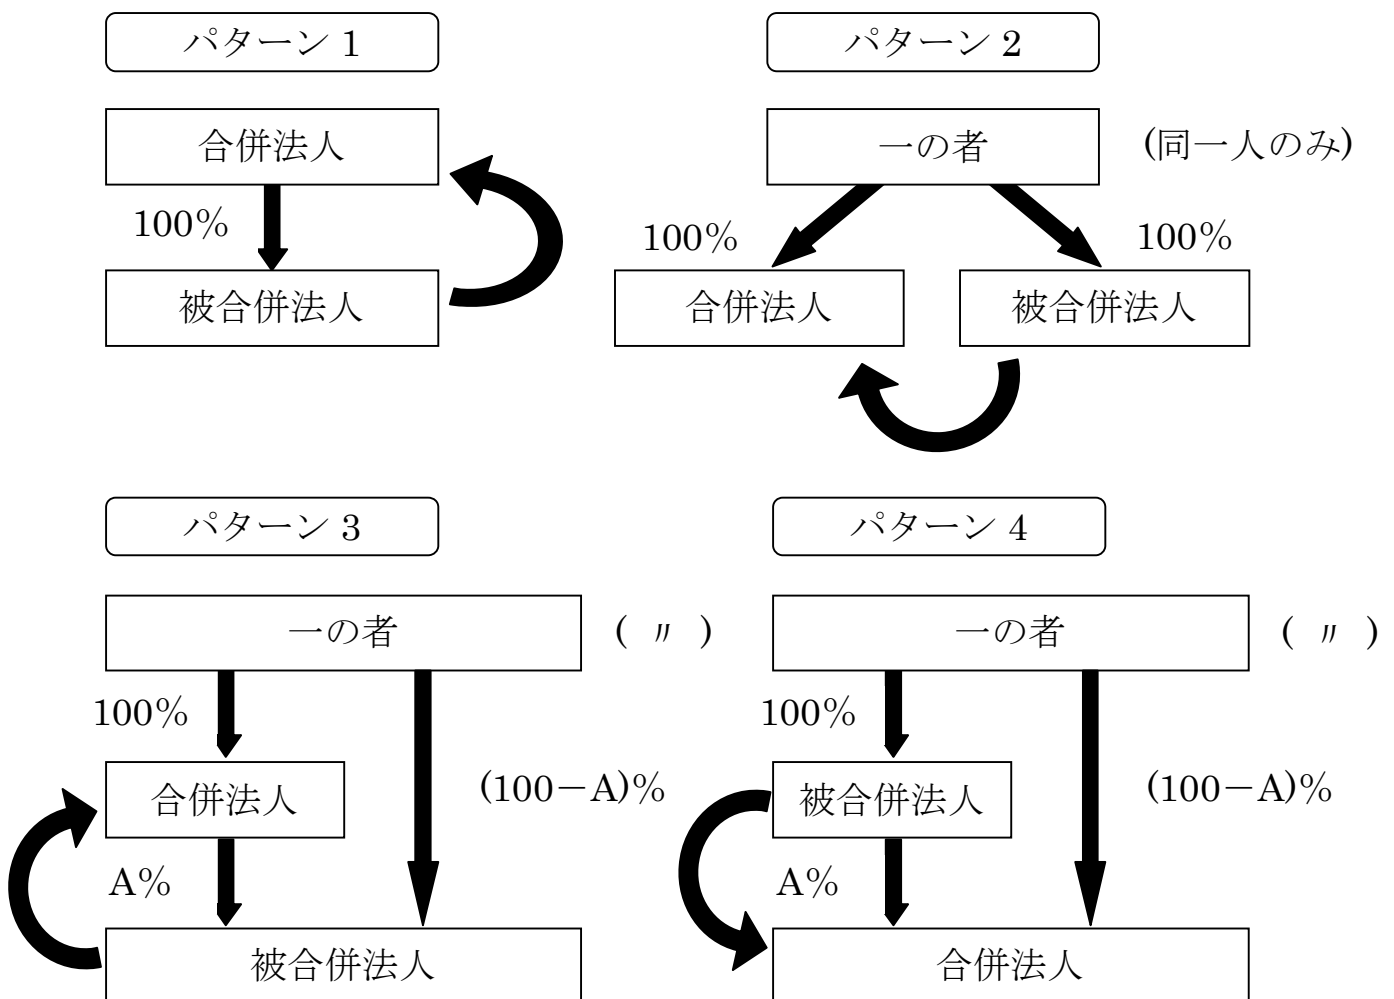 パターン 1
合併法人
100%
被合併法人
パターン 2
一の者
(同一人のみ)
100%
100%
合併法人
被合併法人
パターン 3
一の者
( 〃 )
100%
合併法人
(100－A)%
A%
被合併法人
パターン 4
一の者
( 〃 )
100%
被合併法人
(100－A)%
A%
合併法人